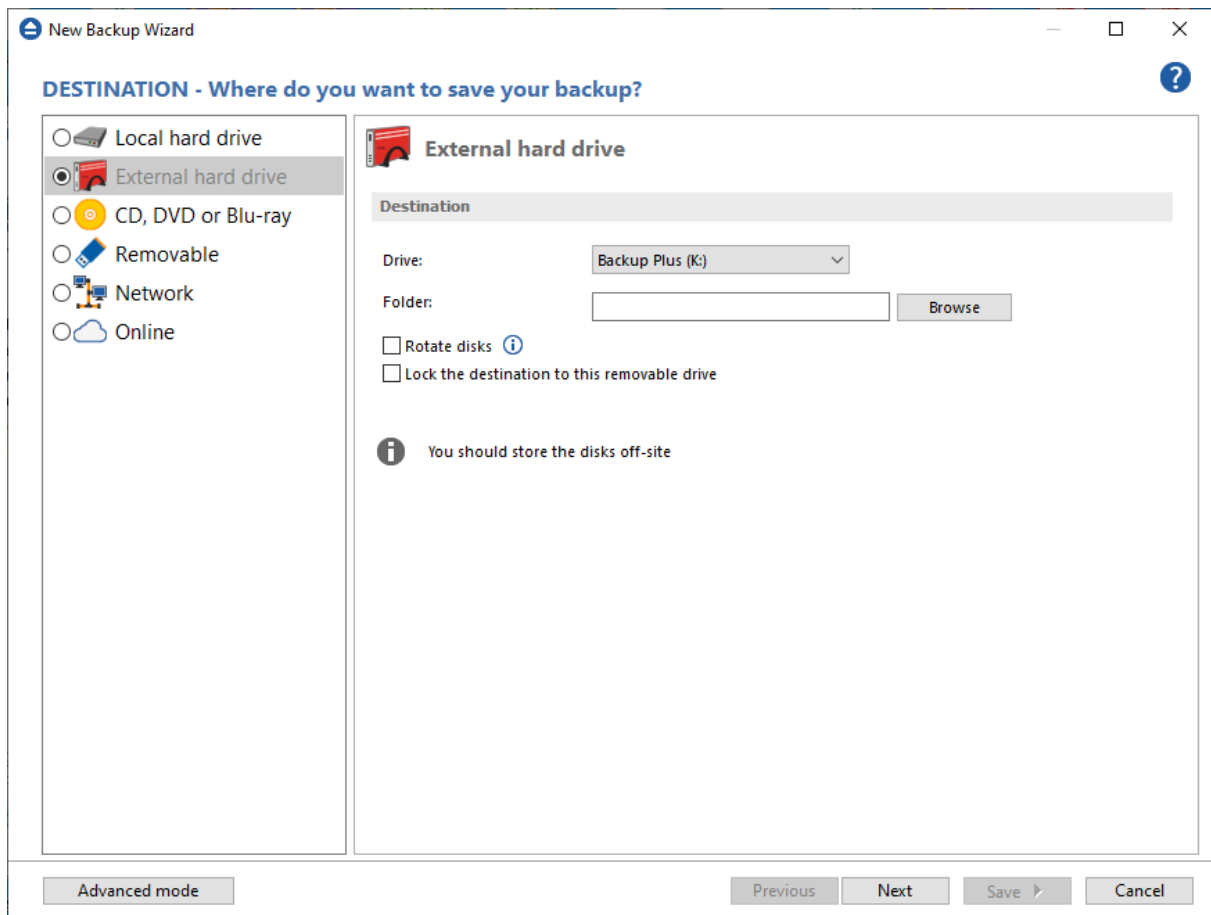 New Backup Wizard
DESTINATION - Where do you want to save your backup?
Local hard drive
External hard drive
CD, DVD or Blu-ray
Removable
Network
Online
External hard drive
Destination
Drive: Backup Plus (K:)
Folder: Browse
Rotate disks
Lock the destination to this removable drive
You should store the disks off-site
Advanced mode Previous Next Save Cancel